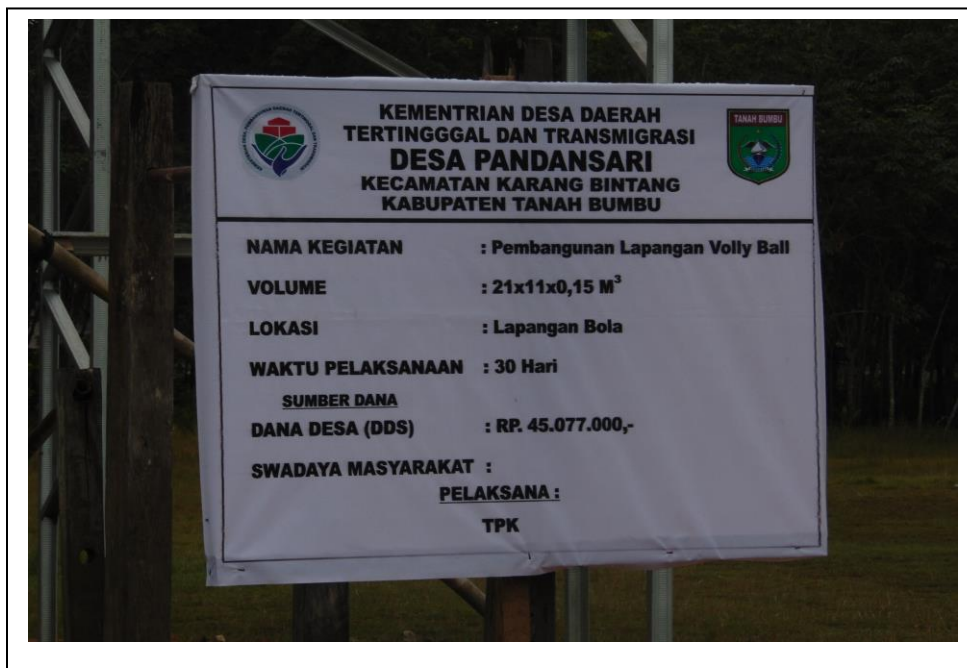 KEMENTRIAN DESA DAERAH
TERTINGGGAL DAN TRANSMIGRASI
DESA PANDANSARI
KECAMATAN KARANG BINTANG
KABUPATEN TANAH BUMBU
TANAH BUMBU
NAMA KEGIATAN : Pembangunan Lapangan Volly Ball
VOLUME : 21x11x0,15 M³
LOKASI : Lapangan Bola
WAKTU PELAKSANAAN : 30 Hari
SUMBER DANA
DANA DESA (DDS) : RP. 45.077.000,-
SWADAYA MASYARAKAT :
PELAKSANA :
TPK